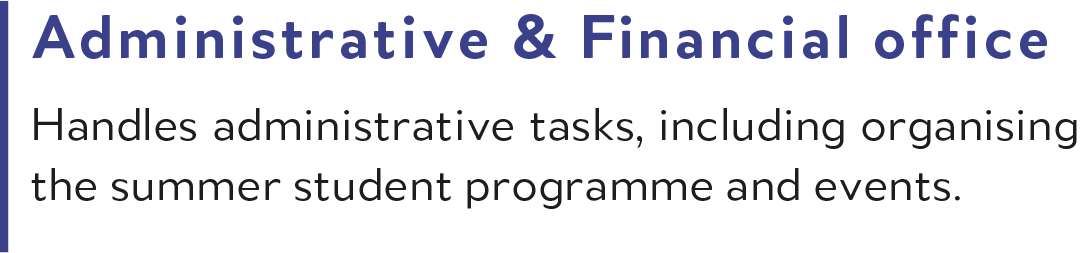 Administrative & Financial office
Handles administrative tasks, including organising
the summer student programme and events.